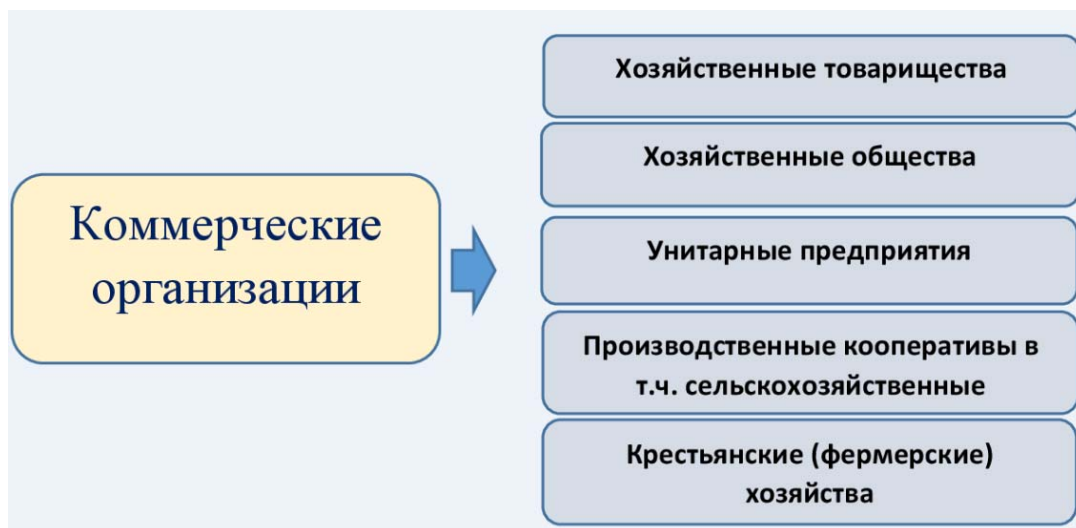 Коммерческие
организации
Хозяйственные товарищества
Хозяйственные общества
Унитарные предприятия
Производственные кооперативы в
т.ч. сельскохозяйственные
Крестьянские (фермерские)
хозяйства